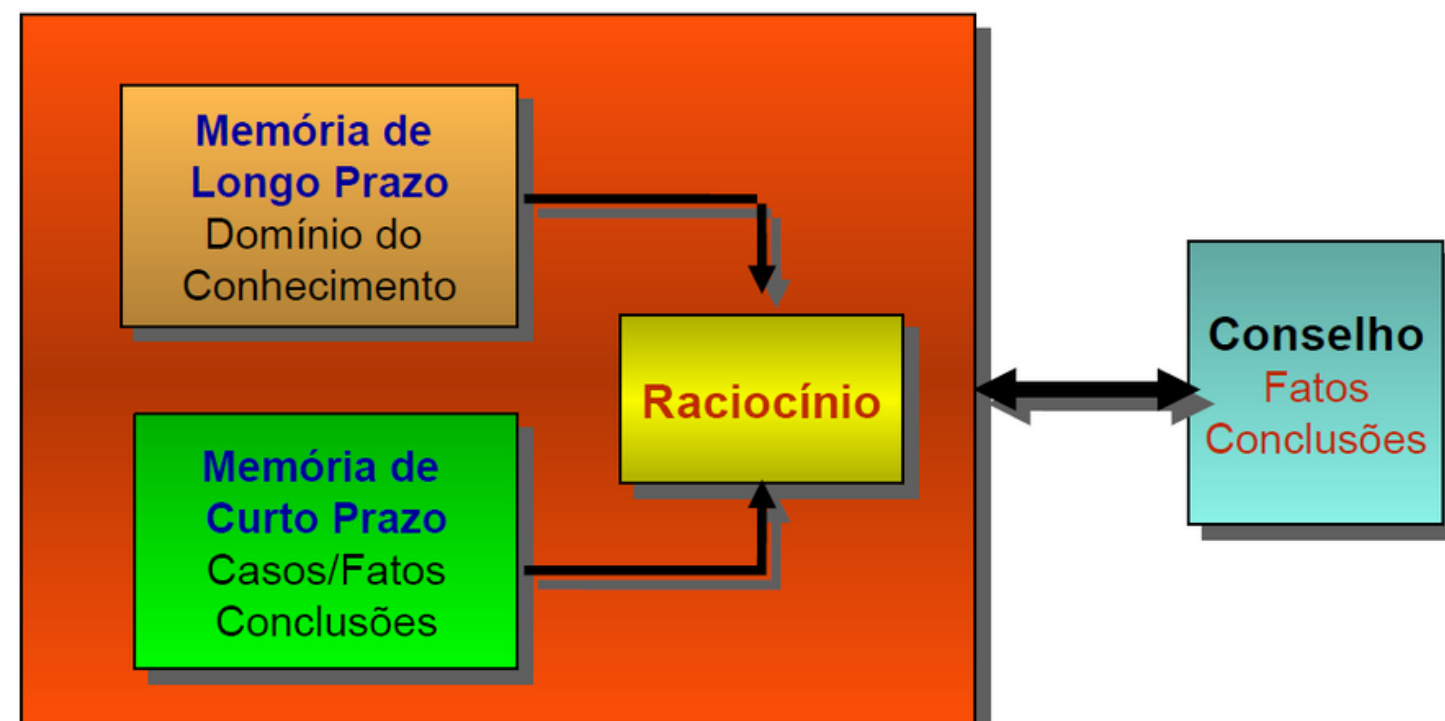 Memória de
Longo Prazo
Domínio do
Conhecimento
Memória de
Curto Prazo
Casos/Fatos
Conclusões
Raciocínio
Conselho
Fatos
Conclusões